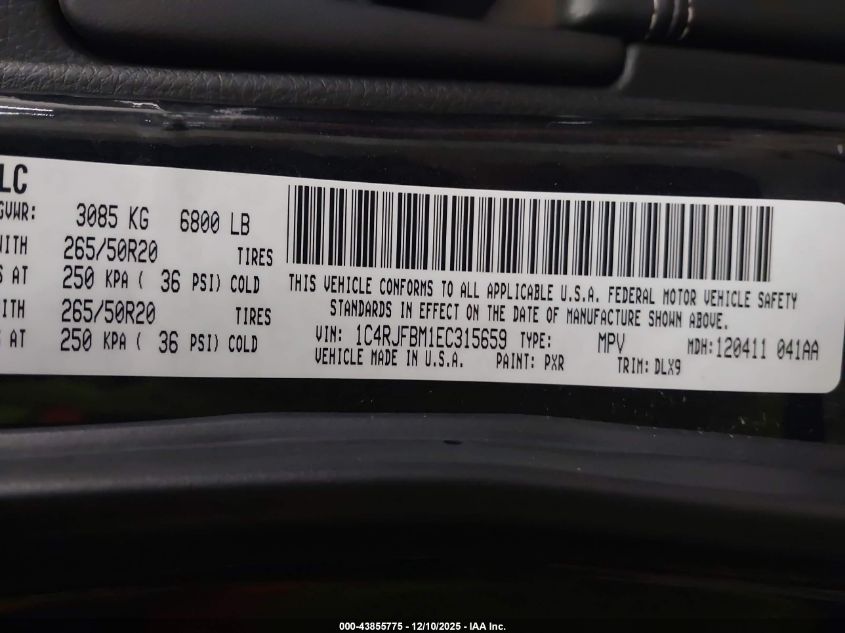 LC
GVWR: 3085 KG 6800 LB
WITH 265/50R20 TIRES
S AT 250 KPA ( 36 PSI) COLD
WITH 265/50R20 TIRES
S AT 250 KPA ( 36 PSI) COLD
THIS VEHICLE CONFORMS TO ALL APPLICABLE U.S.A. FEDERAL MOTOR VEHICLE SAFETY
STANDARDS IN EFFECT ON THE DATE OF MANUFACTURE SHOWN ABOVE.
VIN: 1C4RJFBM1EC315659 TYPE: MPV MDH: 120411 041AA
VEHICLE MADE IN U.S.A. PAINT: PXR TRIM: DLX9
000-43855775 - 12/10/2025 - IAA Inc.